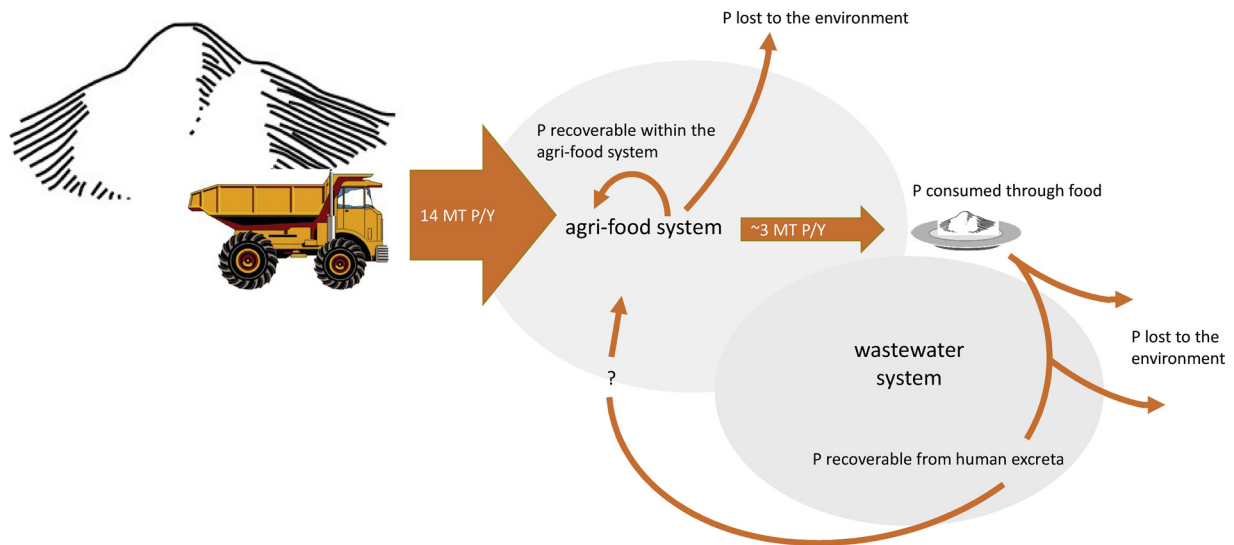 P lost to the environment
P recoverable within the
agri-food system
14 MT P/Y
agri-food system
~3 MT P/Y
P consumed through food
P lost to the
environment
wastewater
system
?
P recoverable from human excreta